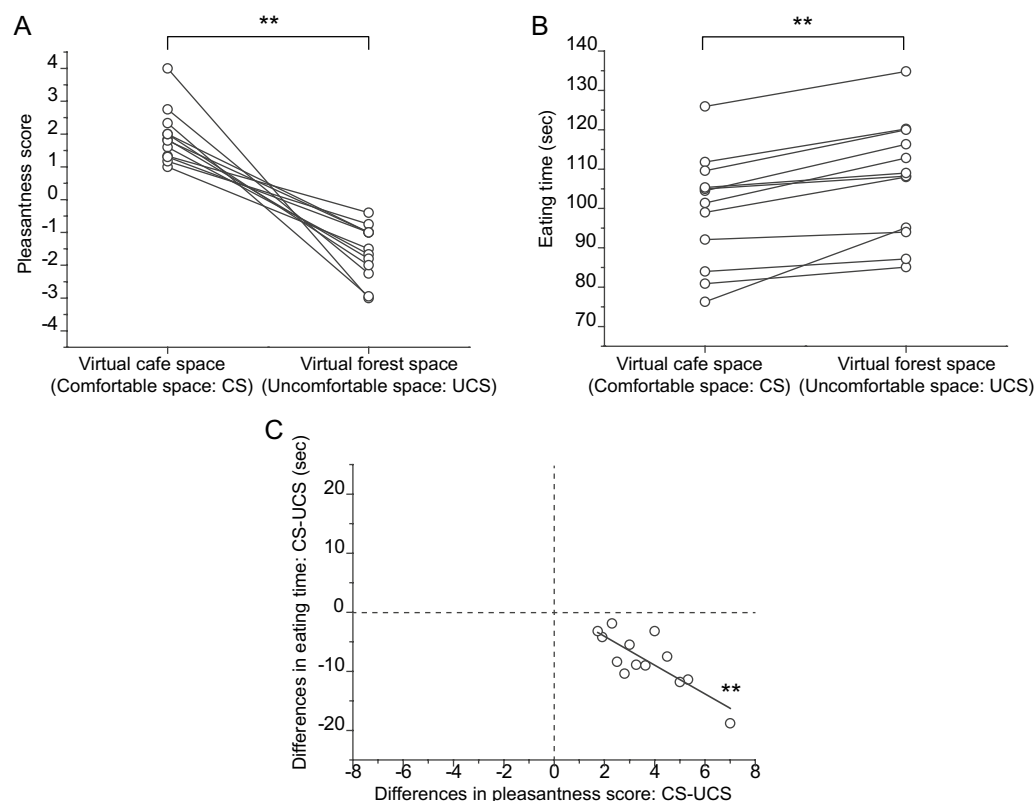 A
**
Pleasantness score
4
3
2
1
0
-1
-2
-3
-4
Virtual cafe space
(Comfortable space: CS)
Virtual forest space
(Uncomfortable space: UCS)
B
**
Eating time (sec)
140
130
120
110
100
90
80
70
Virtual cafe space
(Comfortable space: CS)
Virtual forest space
(Uncomfortable space: UCS)
C
Differences in eating time: CS-UCS (sec)
20
10
0
-10
-20
**
-8 -6 -4 -2 0 2 4 6 8
Differences in pleasantness score: CS-UCS